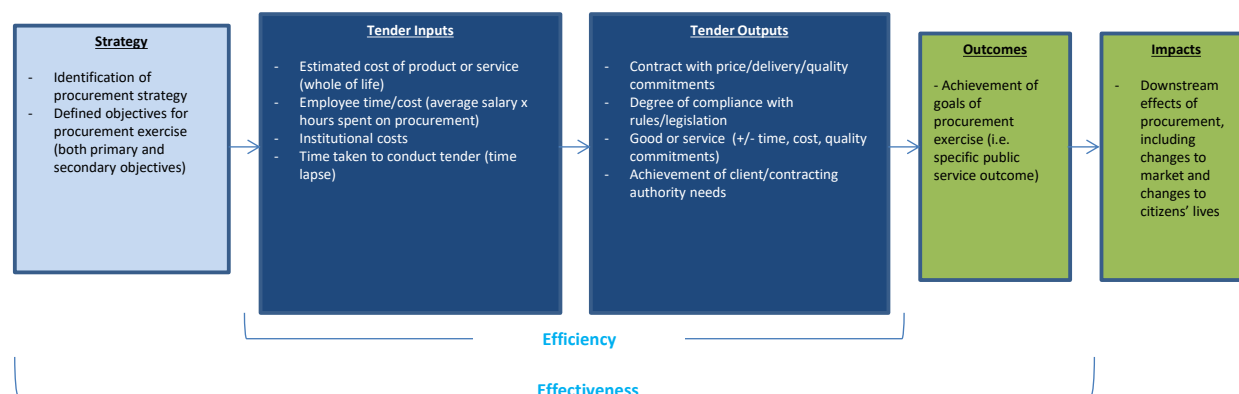 Strategy
- Identification of
procurement strategy
- Defined objectives for
procurement exercise
(both primary and
secondary objectives)
Tender Inputs
- Estimated cost of product or service
(whole of life)
- Employee time/cost (average salary x
hours spent on procurement)
- Institutional costs
- Time taken to conduct tender (time
lapse)
Tender Outputs
- Contract with price/delivery/quality
commitments
- Degree of compliance with
rules/legislation
- Good or service (+/- time, cost, quality
commitments)
- Achievement of client/contracting
authority needs
Outcomes
- Achievement of
goals of
procurement
exercise (i.e.
specific public
service outcome)
Impacts
- Downstream
effects of
procurement,
including
changes to
market and
changes to
citizens’ lives
Efficiency
Effectiveness